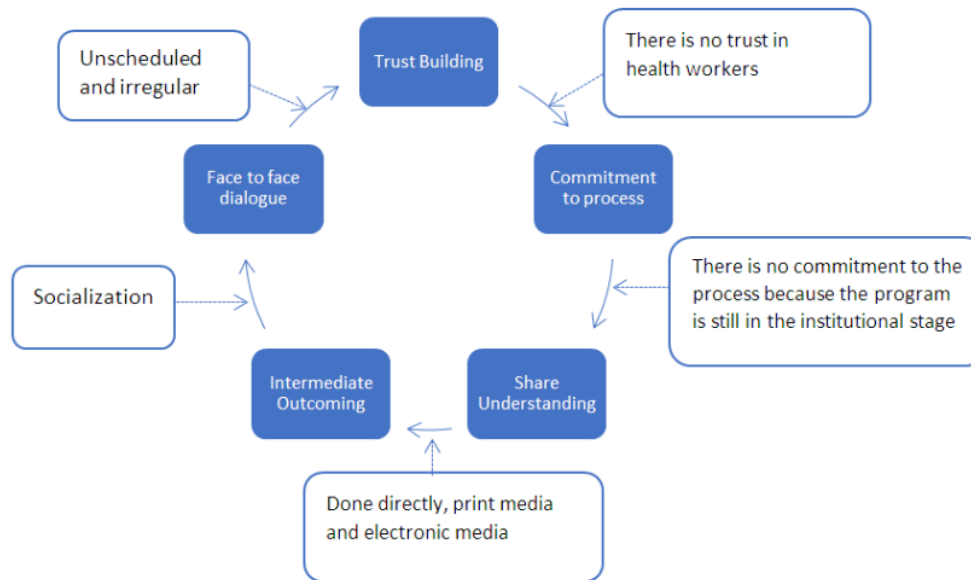 Unscheduled
and irregular
Trust Building
There is no trust in
health workers
Face to face
dialogue
Commitment
to process
Socialization
There is no commitment to the
process because the program
is still in the institutional stage
Intermediate
Outcoming
Share
Understanding
Done directly, print media
and electronic media